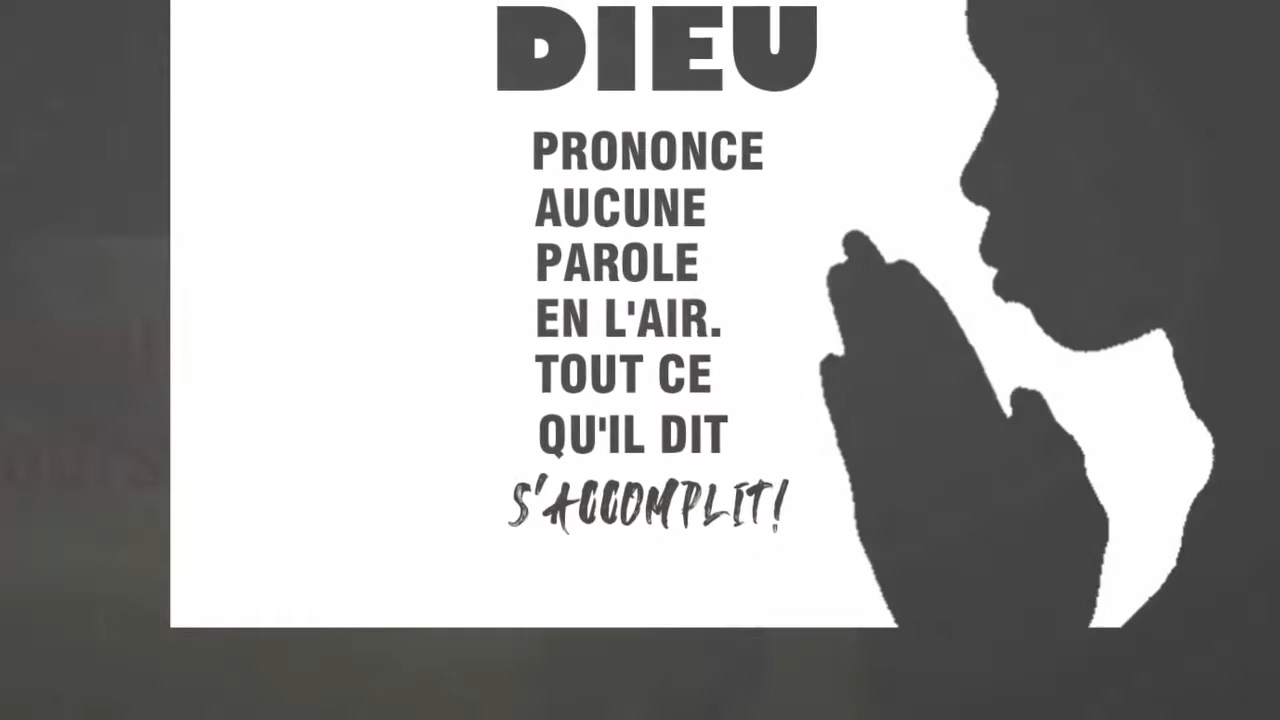 DIEU
PRONONCE
AUCUNE
PAROLE
EN L'AIR.
TOUT CE
QU'IL DIT
S'ACCOMPLIT!